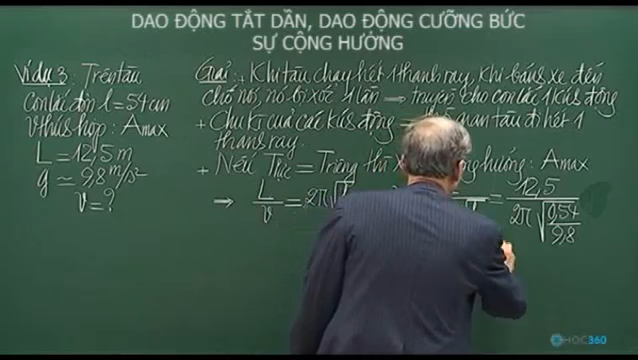 DAO ĐỘNG TẮT DẦN, DAO ĐỘNG CƯỠNG BỨC
SỰ CỘNG HƯỞNG
Ví dụ 3: Trên tàu
con lắc đơn l = 54 cm
v thích hợp: Amax
L = 12,5 m
g ≃ 9,8 m/s²
v = ?
Giải: + Khi tàu chạy hết 1 thanh ray, khi bánh xe đến
chỗ nối, nó bị xóc 1 lần ⟹ truyền cho con lắc 1 kích động
+ Chu kì của các kích động = gian tàu đi hết 1
thanh ray.
+ Nếu = Triêng thì hưởng: Amax
→ L/v = 2π√ = 12,5/(2π√(0,54/9,8))
HOC360